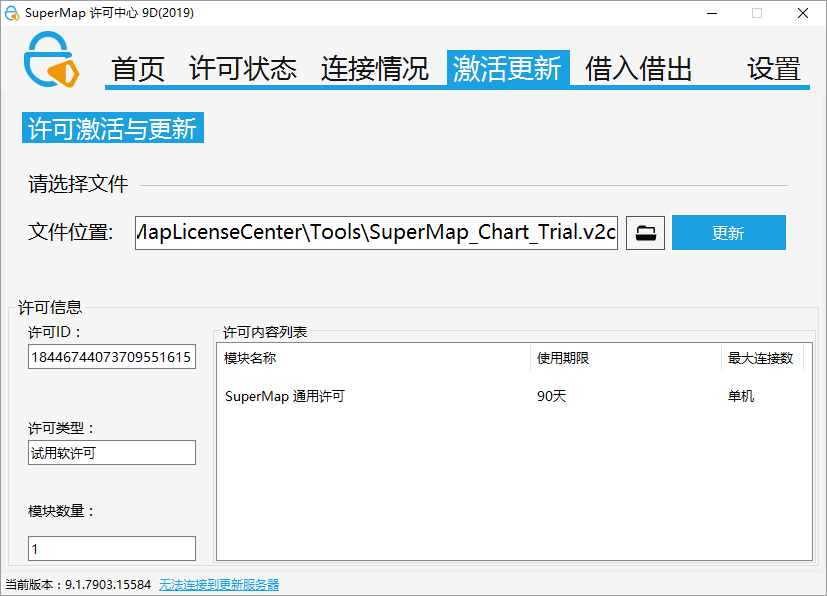 SuperMap 许可中心 9D(2019)
首页 许可状态 连接情况 激活更新 借入借出 设置
许可激活与更新
请选择文件
文件位置: MapLicenseCenter\Tools\SuperMap_Chart_Trial.v2c 更新
许可信息
许可ID：
18446744073709551615
许可类型：
试用软许可
模块数量：
1
许可内容列表
模块名称 使用期限 最大连接数
SuperMap 通用许可 90天 单机
当前版本：9.1.7903.15584 无法连接到更新服务器